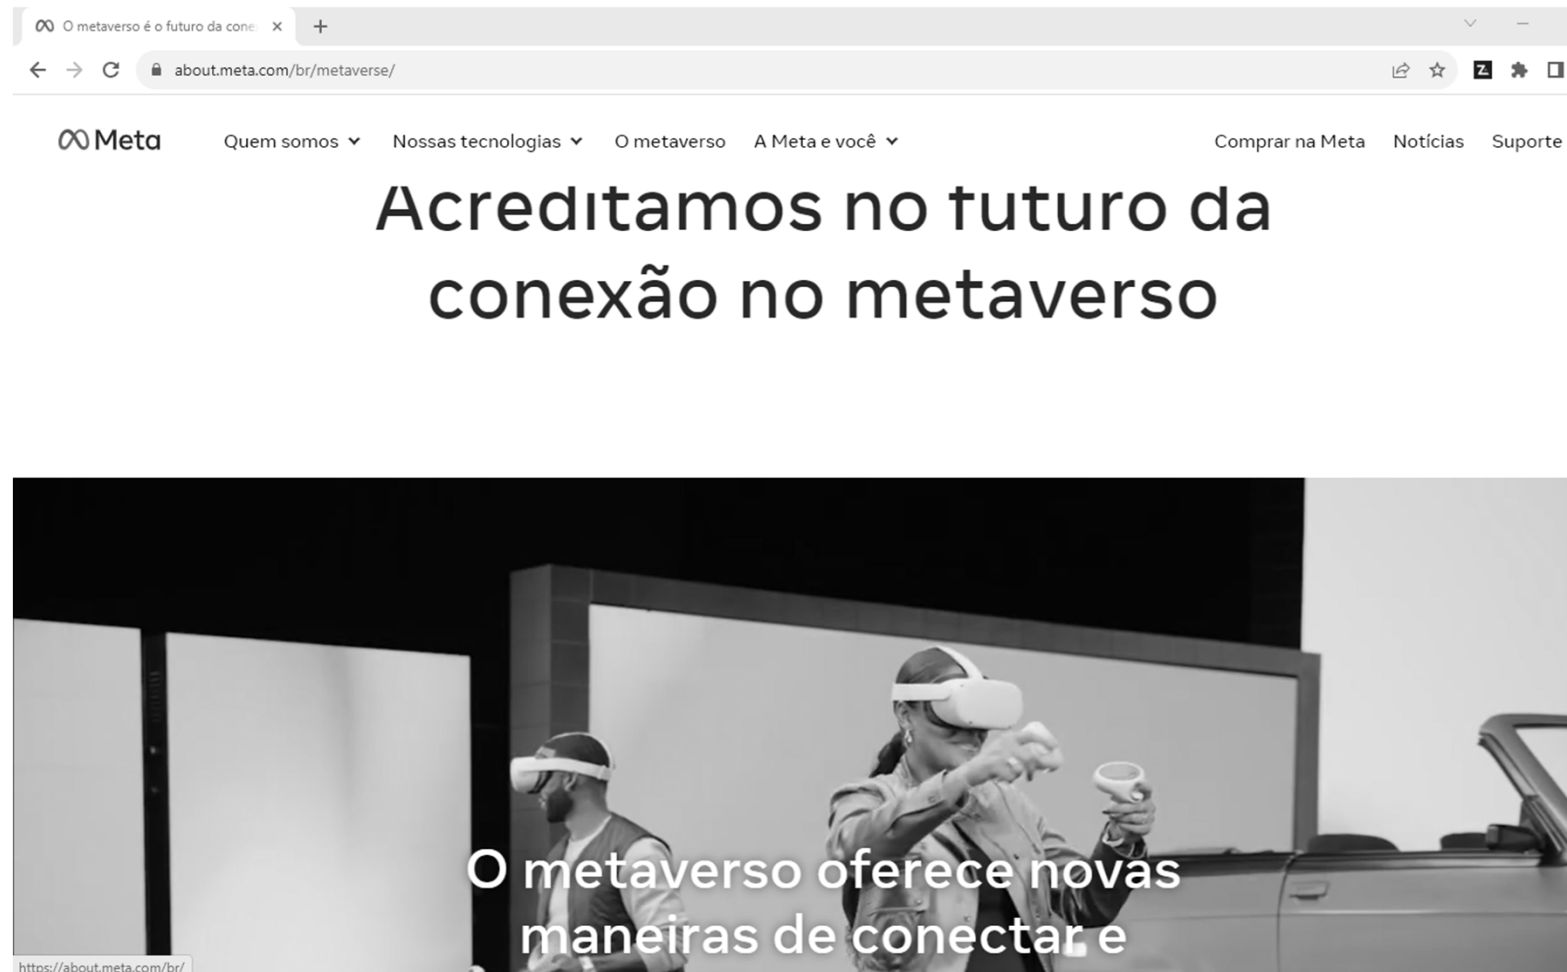 O metaverso é o futuro da cone
about.meta.com/br/metaverse/
Meta Quem somos Nossas tecnologias O metaverso A Meta e você Comprar na Meta Notícias Suporte
Acreditamos no futuro da
conexão no metaverso
O metaverso oferece novas
maneiras de conectar e
https://about.meta.com/br/